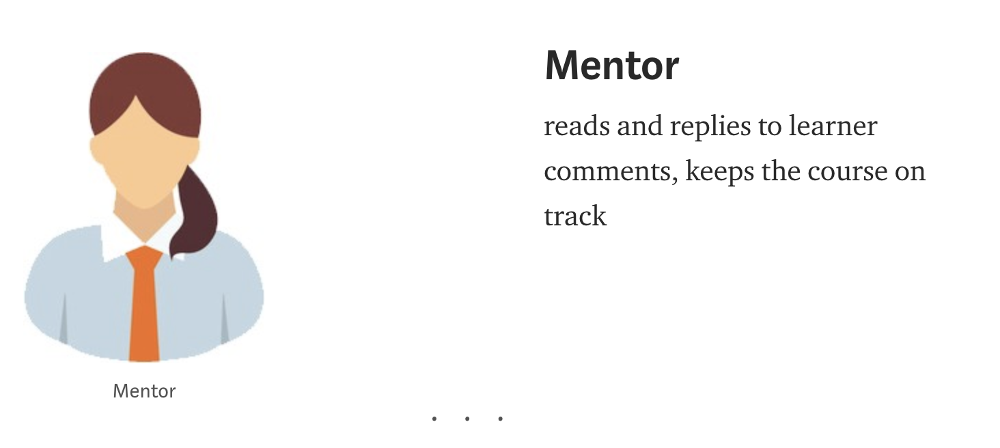 Mentor
reads and replies to learner
comments, keeps the course on
track
Mentor
. . .